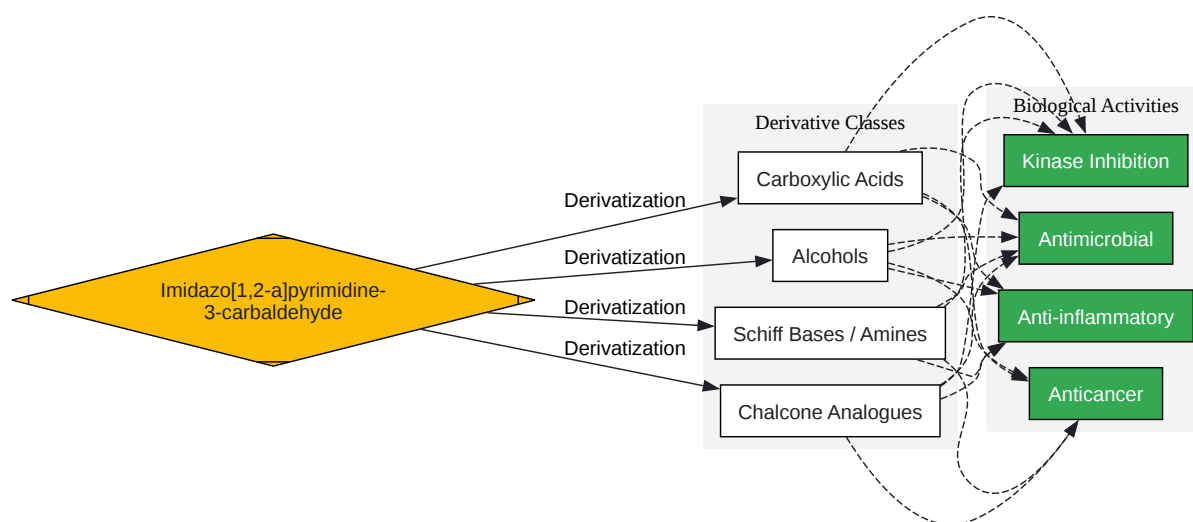 Imidazo[1,2-a]pyrimidine-
3-carbaldehyde
Derivatization
Derivatization
Derivatization
Derivatization
Derivative Classes
Carboxylic Acids
Alcohols
Schiff Bases / Amines
Chalcone Analogues
Biological Activities
Kinase Inhibition
Antimicrobial
Anti-inflammatory
Anticancer